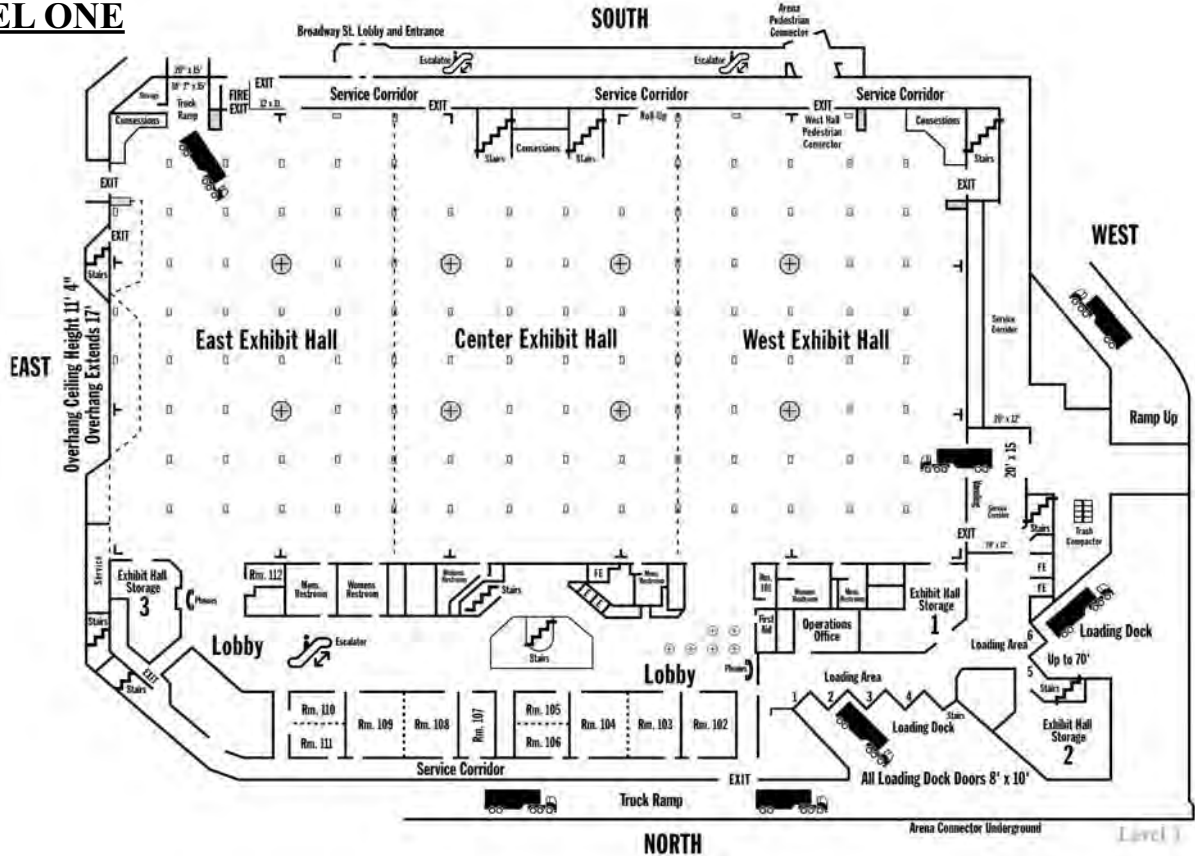 EL ONE
SOUTH
Arena
Pedestrian
Connector
Broadway St. Lobby and Entrance
Escalator
Escalator
20' x 15'
Storage
Truck
Ramp
FIRE
EXIT
EXIT
12 x 11
Service Corridor
EXIT
Service Corridor
Roll-Up
EXIT
West Hall
Pedestrian
Service Corridor
Concessions
Stairs
Concessions
Stairs
Concessions
Stairs
EXIT
EXIT
EXIT
Stairs
WEST
EAST
Overhang Ceiling Height 11' 4"
Overhang Extends 17'
East Exhibit Hall
Center Exhibit Hall
West Exhibit Hall
Service
Corridor
Ramp Up
20' x 12'
20' x 15
Service
Corridor
Stairs
Trash
Compactor
EXIT
FE
FE
Service
Exhibit Hall
Storage
3
Phones
Stairs
EXIT
Stairs
Rm. 112
Mens
Restroom
Womens
Restroom
Womens
Restroom
Stairs
FE
Mens
Restroom
Rm.
101
First
Aid
Womens
Restroom
Mens
Restroom
Operations
Office
Exhibit Hall
Storage
1
Lobby
Escalator
Stairs
Lobby
Phones
Loading Area
6
Loading Dock
Up to 70'
5
Stairs
Exhibit Hall
Storage
2
Loading Area
1
2
3
4
Stairs
Loading Dock
All Loading Dock Doors 8' x 10'
Rm. 110
Rm. 111
Rm. 109
Rm. 108
Rm. 107
Rm. 105
Rm. 106
Rm. 104
Rm. 103
Rm. 102
Service Corridor
EXIT
Truck Ramp
Arena Connector Underground
NORTH